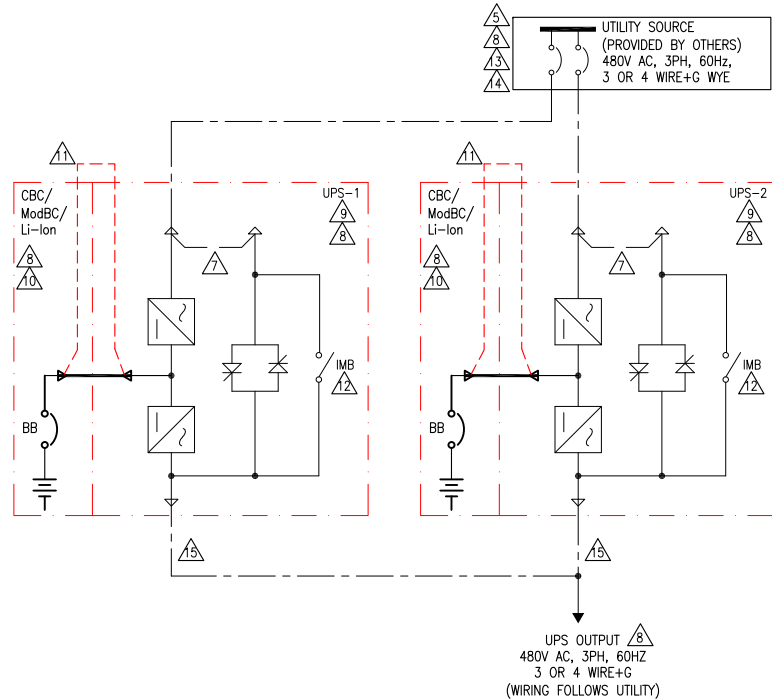 5
8
13
14
UTILITY SOURCE
(PROVIDED BY OTHERS)
480V AC, 3PH, 60Hz,
3 OR 4 WIRE+G WYE
11
CBC/
ModBC/
Li-Ion
8
10
UPS-1
9
8
7
IMB
12
BB
15
11
CBC/
ModBC/
Li-Ion
8
10
UPS-2
9
8
7
IMB
12
BB
15
UPS OUTPUT 8
480V AC, 3PH, 60HZ
3 OR 4 WIRE+G
(WIRING FOLLOWS UTILITY)